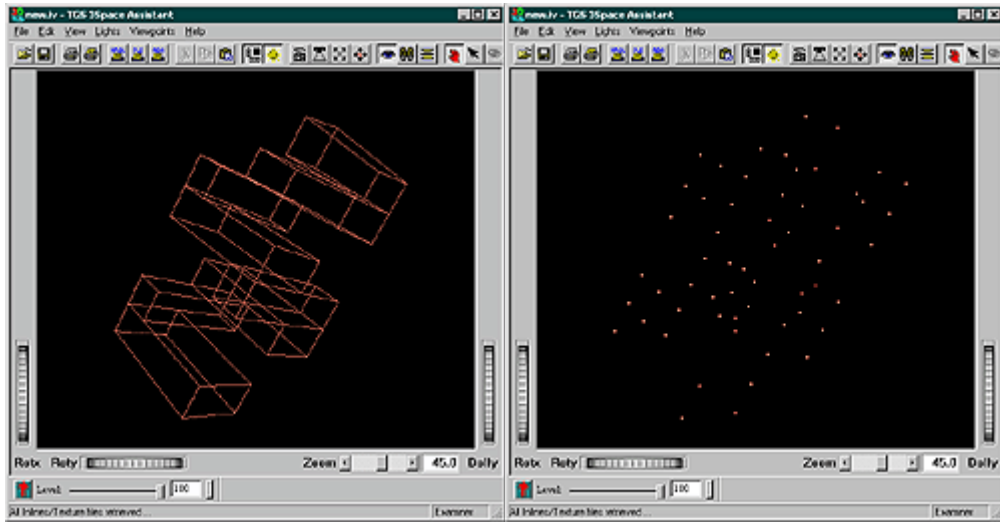 new.iv - TGS 3Space Assistant
File Edit View Lights Viewpoints Help
Rotx Roty Zoom 45.0 Dolly
Level: 100
All Inlines/Texture files retrieved... Examiner
new.iv - TGS 3Space Assistant
File Edit View Lights Viewpoints Help
Rotx Roty Zoom 45.0 Dolly
Level: 100
All Inlines/Texture files retrieved... Examiner